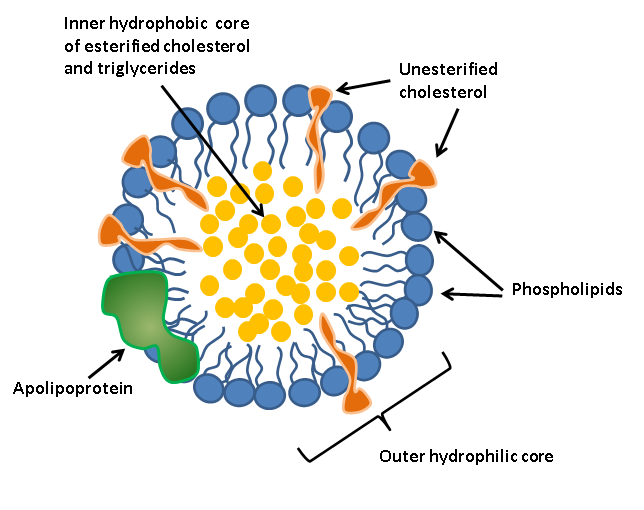 Inner hydrophobic core
of esterified cholesterol
and triglycerides
Unesterified
cholesterol
Phospholipids
Apolipoprotein
Outer hydrophilic core